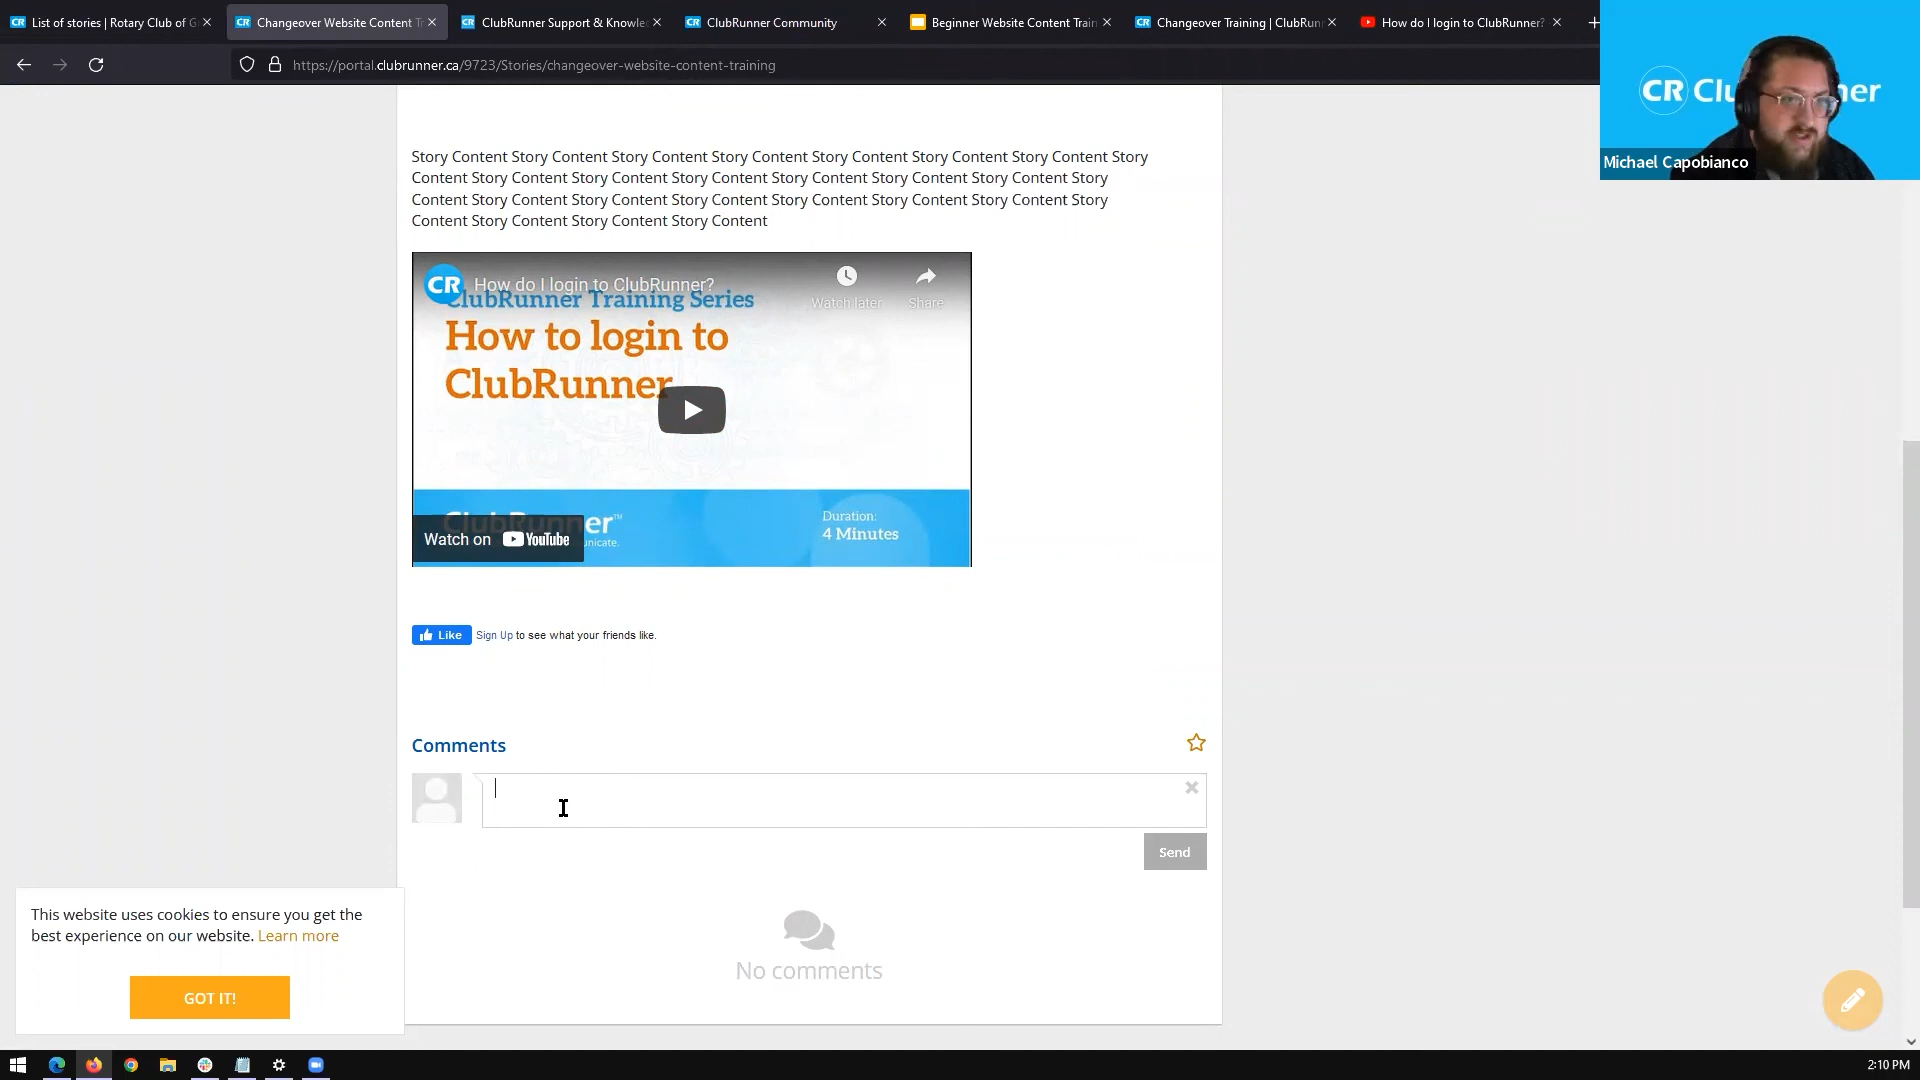 List of stories | Rotary Club of G
Changeover Website Content T
ClubRunner Support & Knowle
ClubRunner Community
Beginner Website Content Train
Changeover Training | ClubRun
How do I login to ClubRunner?
https://portal.clubrunner.ca/9723/Stories/changeover-website-content-training
CR Clu ner
Michael Capobianco
Story Content Story Content Story Content Story Content Story Content Story Content Story Content Story
Content Story Content Story Content Story Content Story Content Story Content Story Content Story
Content Story Content Story Content Story Content Story Content Story Content Story Content Story
Content Story Content Story Content Story Content
CR How do I login to ClubRunner?
Watch later
Share
ClubRunner Training Series
How to login to
ClubRunner
ClubRunner™
unicate.
Watch on YouTube
Duration:
4 Minutes
Like Sign Up to see what your friends like.
Comments
Send
No comments
This website uses cookies to ensure you get the
best experience on our website. Learn more
GOT IT!
2:10 PM